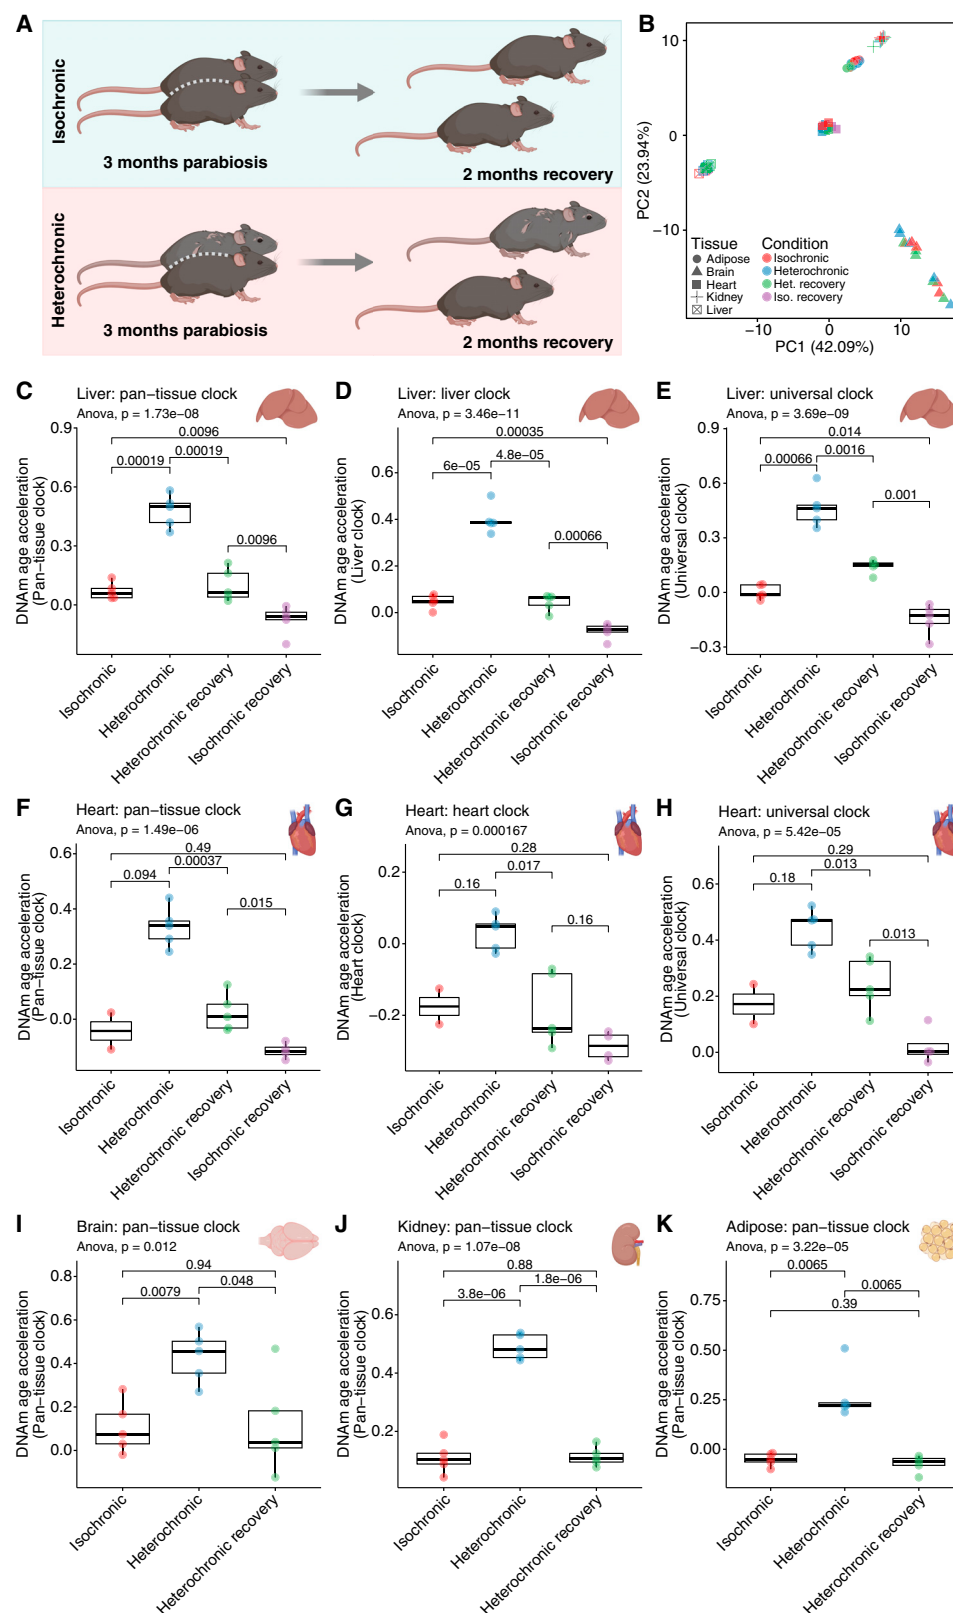 A
Isochronic
3 months parabiosis
2 months recovery
Heterochronic
3 months parabiosis
2 months recovery
B
PC2 (23.94%)
10
0
−10
Tissue
Adipose
Brain
Heart
Kidney
Liver
Condition
Isochronic
Heterochronic
Het. recovery
Iso. recovery
−10
0
10
PC1 (42.09%)
C
Liver: pan−tissue clock
Anova, p = 1.73e−08
DNAm age acceleration
(Pan−tissue clock)
0.9
0.6
0.3
0.0
0.0096
0.00019
0.00019
0.0096
Isochronic
Heterochronic
Heterochronic recovery
Isochronic recovery
D
Liver: liver clock
Anova, p = 3.46e−11
DNAm age acceleration
(Liver clock)
0.6
0.4
0.2
0.0
0.00035
4.8e−05
6e−05
0.00066
Isochronic
Heterochronic
Heterochronic recovery
Isochronic recovery
E
Liver: universal clock
Anova, p = 3.69e−09
DNAm age acceleration
(Universal clock)
0.9
0.6
0.3
0.0
−0.3
0.014
0.0016
0.00066
0.001
Isochronic
Heterochronic
Heterochronic recovery
Isochronic recovery
F
Heart: pan−tissue clock
Anova, p = 1.49e−06
DNAm age acceleration
(Pan−tissue clock)
0.6
0.4
0.2
0.0
0.49
0.00037
0.094
0.015
Isochronic
Heterochronic
Heterochronic recovery
Isochronic recovery
G
Heart: heart clock
Anova, p = 0.000167
DNAm age acceleration
(Heart clock)
0.2
0.0
−0.2
0.28
0.017
0.16
0.16
Isochronic
Heterochronic
Heterochronic recovery
Isochronic recovery
H
Heart: universal clock
Anova, p = 5.42e−05
DNAm age acceleration
(Universal clock)
0.6
0.4
0.2
0.0
0.29
0.013
0.18
0.013
Isochronic
Heterochronic
Heterochronic recovery
Isochronic recovery
I
Brain: pan−tissue clock
Anova, p = 0.012
DNAm age acceleration
(Pan−tissue clock)
0.8
0.6
0.4
0.2
0.0
0.94
0.048
0.0079
Isochronic
Heterochronic
Heterochronic recovery
J
Kidney: pan−tissue clock
Anova, p = 1.07e−08
DNAm age acceleration
(Pan−tissue clock)
0.6
0.4
0.2
0.88
1.8e−06
3.8e−06
Isochronic
Heterochronic
Heterochronic recovery
K
Adipose: pan−tissue clock
Anova, p = 3.22e−05
DNAm age acceleration
(Pan−tissue clock)
0.75
0.50
0.25
0.00
0.0065
0.0065
0.39
Isochronic
Heterochronic
Heterochronic recovery